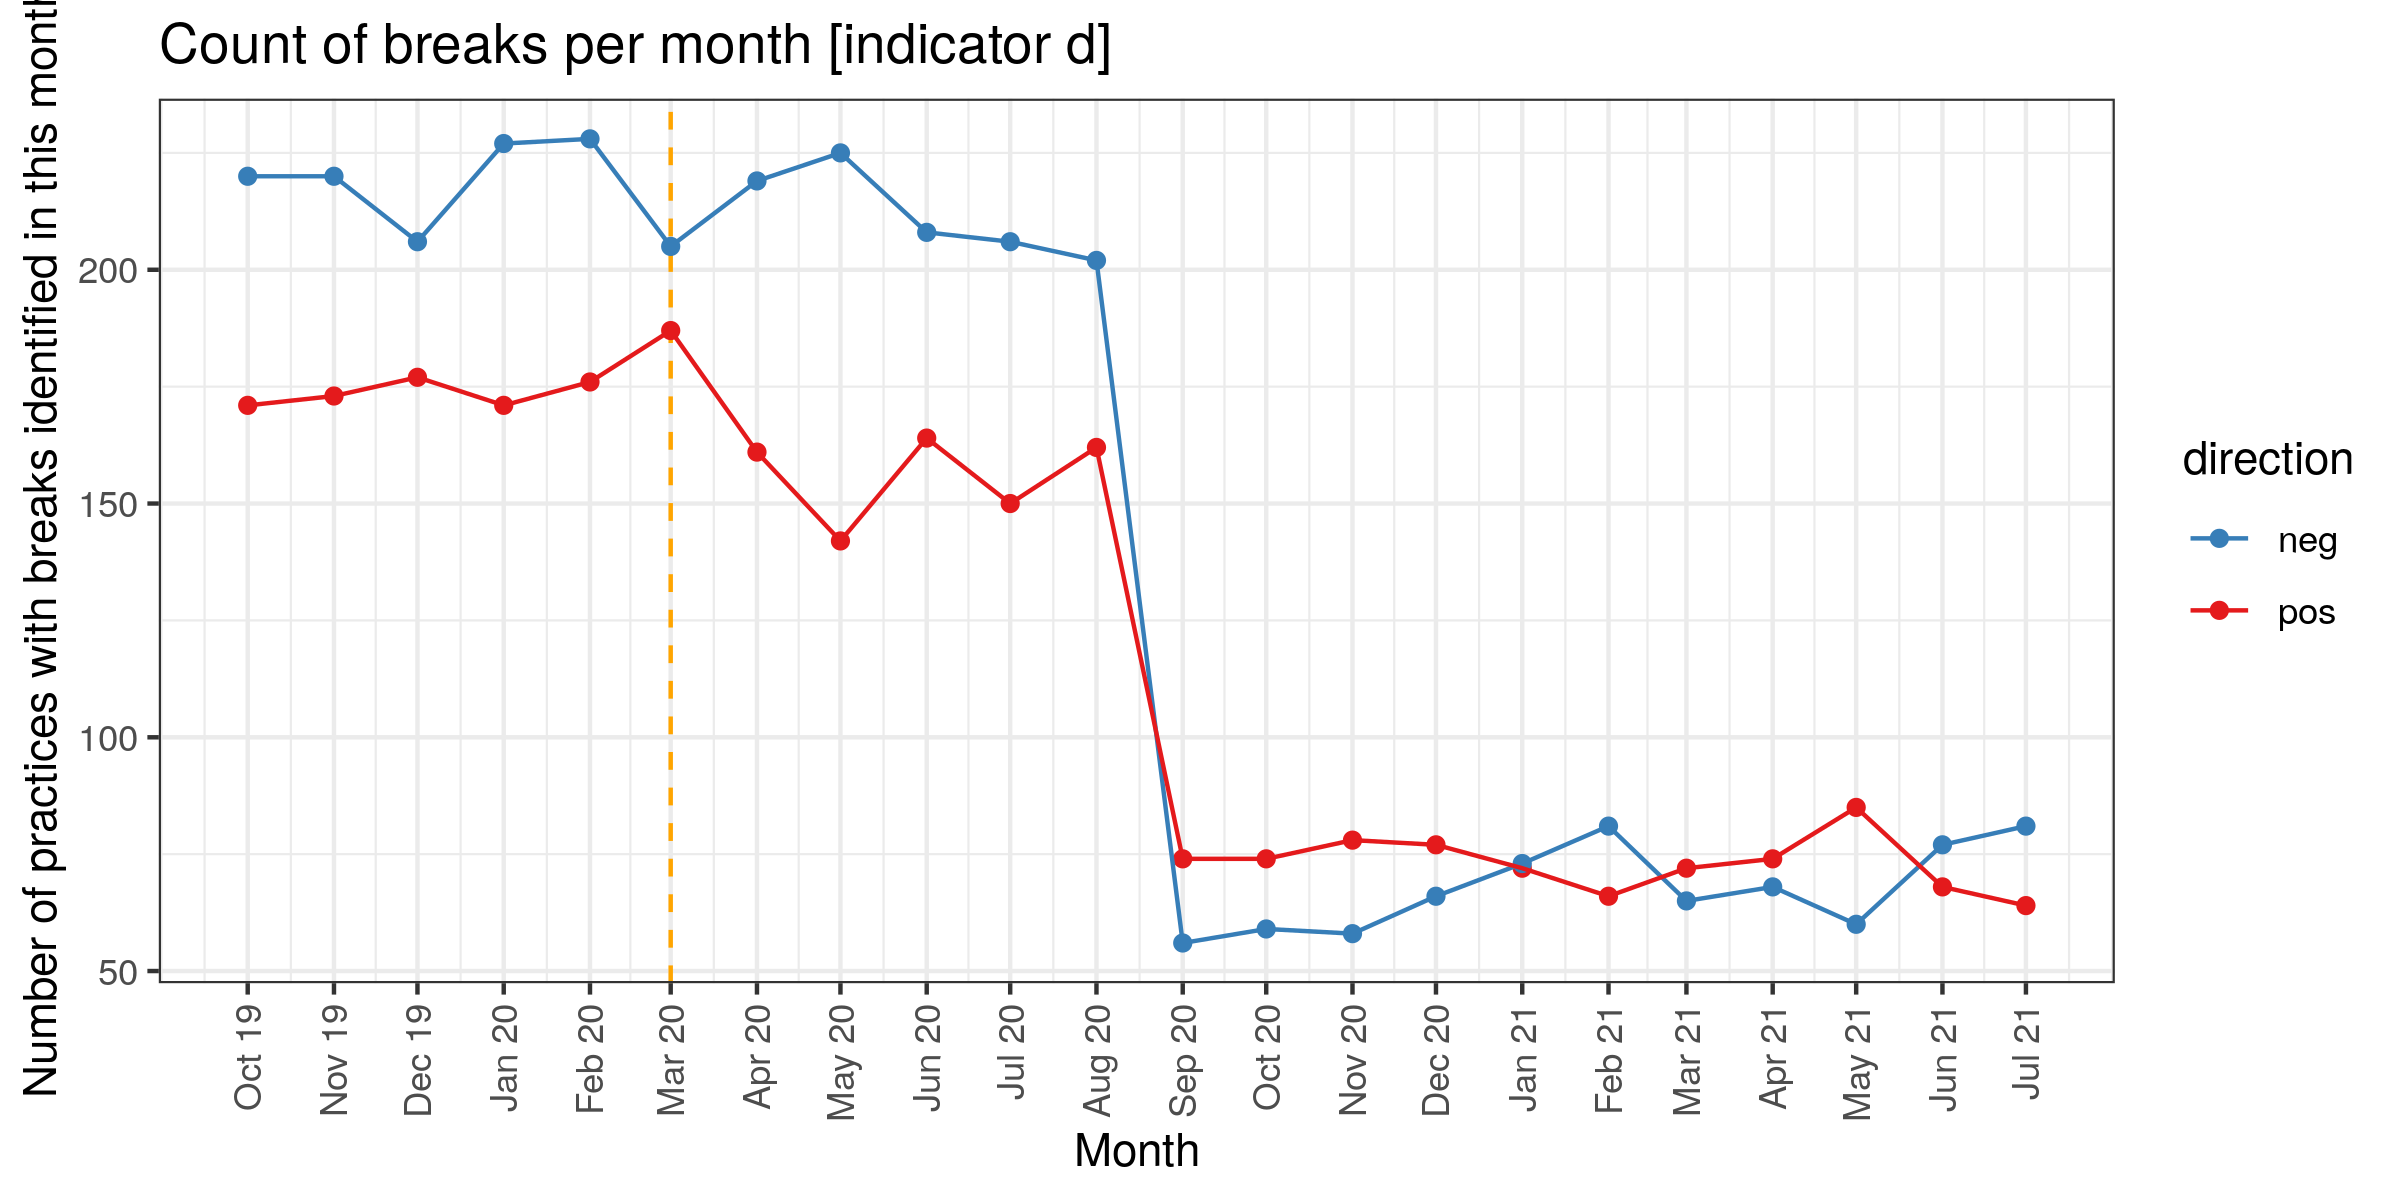 Count of breaks per month [indicator d]
Number of practices with breaks identified in this month
200
150
100
50
Oct 19
Nov 19
Dec 19
Jan 20
Feb 20
Mar 20
Apr 20
May 20
Jun 20
Jul 20
Aug 20
Sep 20
Oct 20
Nov 20
Dec 20
Jan 21
Feb 21
Mar 21
Apr 21
May 21
Jun 21
Jul 21
Month
direction
neg
pos